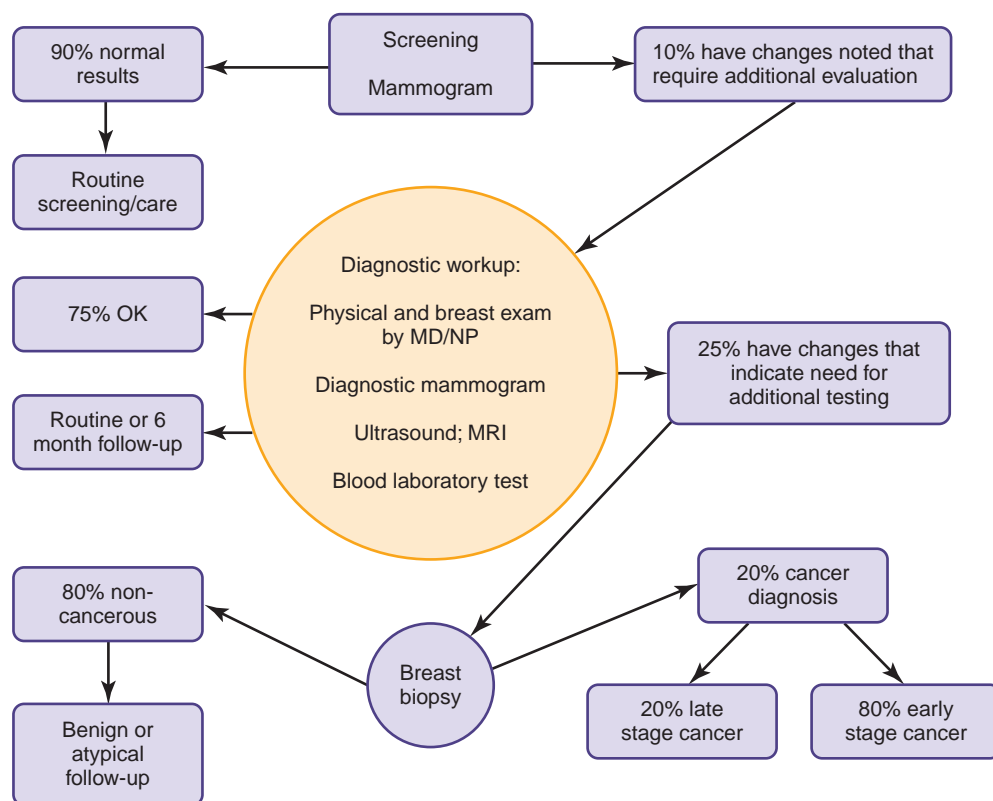 90% normal
results
Screening
Mammogram
10% have changes noted that
require additional evaluation
Routine
screening/care
Diagnostic workup:
Physical and breast exam
by MD/NP
Diagnostic mammogram
Ultrasound; MRI
Blood laboratory test
75% OK
Routine or 6
month follow-up
25% have changes that
indicate need for
additional testing
80% non-
cancerous
Benign or
atypical
follow-up
Breast
biopsy
20% cancer
diagnosis
20% late
stage cancer
80% early
stage cancer